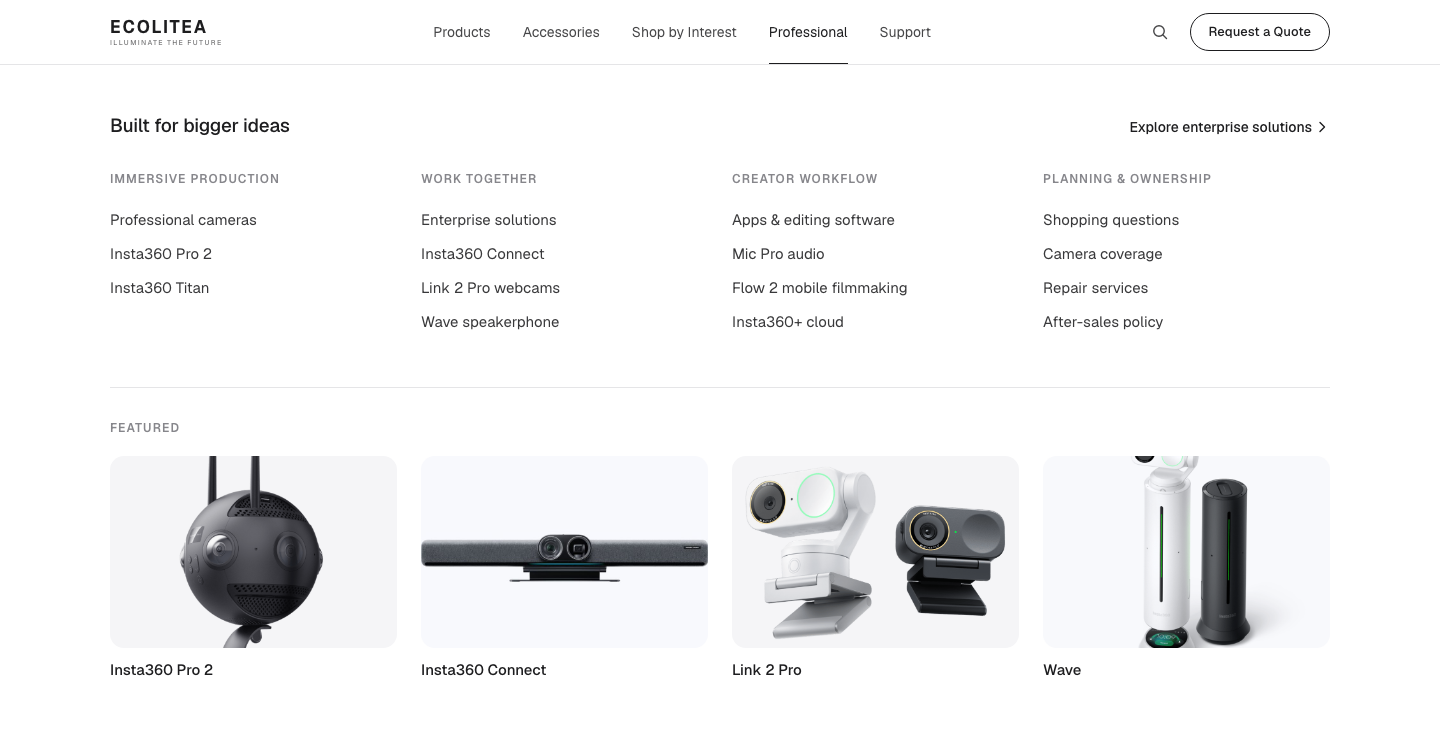 ECOLITEA
ILLUMINATE THE FUTURE
Products
Accessories
Shop by Interest
Professional
Support
Request a Quote
Built for bigger ideas
Explore enterprise solutions
IMMERSIVE PRODUCTION
Professional cameras
Insta360 Pro 2
Insta360 Titan
WORK TOGETHER
Enterprise solutions
Insta360 Connect
Link 2 Pro webcams
Wave speakerphone
CREATOR WORKFLOW
Apps & editing software
Mic Pro audio
Flow 2 mobile filmmaking
Insta360+ cloud
PLANNING & OWNERSHIP
Shopping questions
Camera coverage
Repair services
After-sales policy
FEATURED
Insta360 Pro 2
Insta360 Connect
Link 2 Pro
Wave